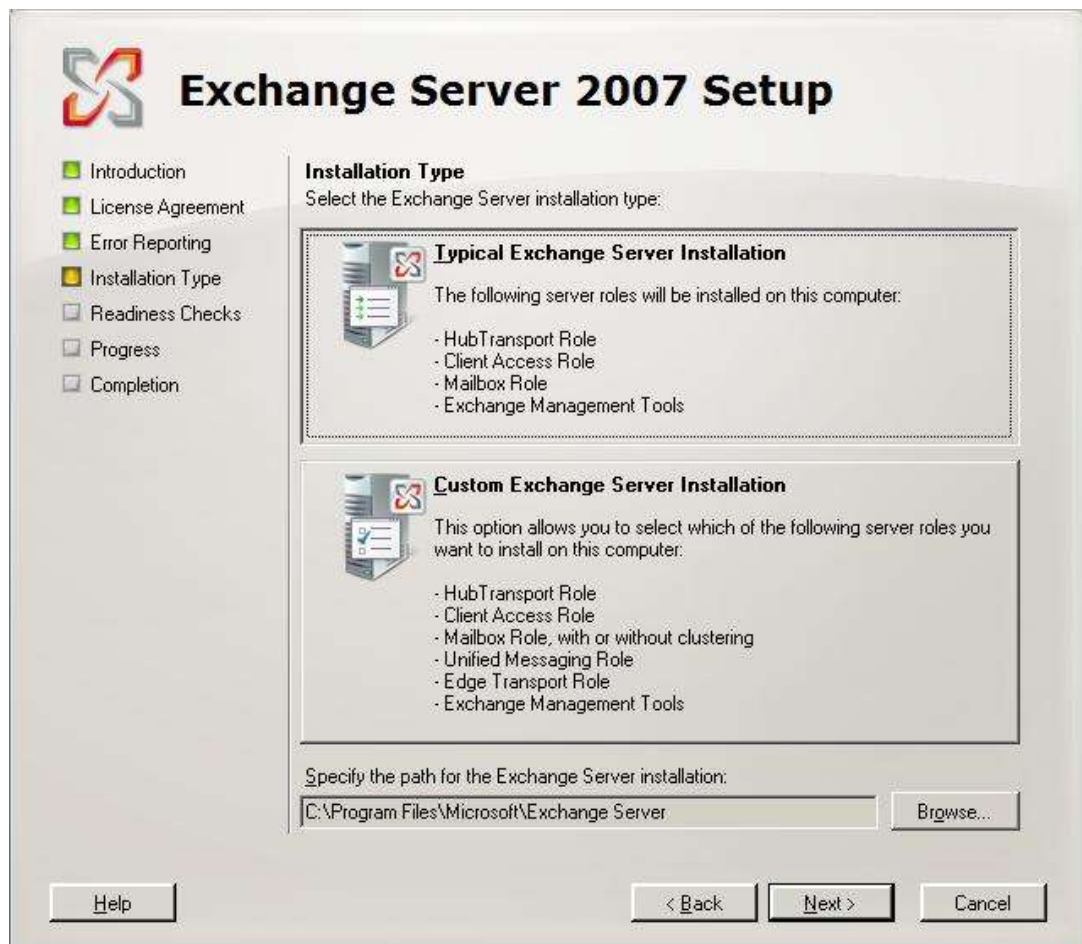 Exchange Server 2007 Setup
Introduction
License Agreement
Error Reporting
Installation Type
Readiness Checks
Progress
Completion
Installation Type
Select the Exchange Server installation type:
Typical Exchange Server Installation
The following server roles will be installed on this computer:
- HubTransport Role
- Client Access Role
- Mailbox Role
- Exchange Management Tools
Custom Exchange Server Installation
This option allows you to select which of the following server roles you
want to install on this computer:
- HubTransport Role
- Client Access Role
- Mailbox Role, with or without clustering
- Unified Messaging Role
- Edge Transport Role
- Exchange Management Tools
Specify the path for the Exchange Server installation:
C:\Program Files\Microsoft\Exchange Server
Browse...
Help
< Back
Next >
Cancel